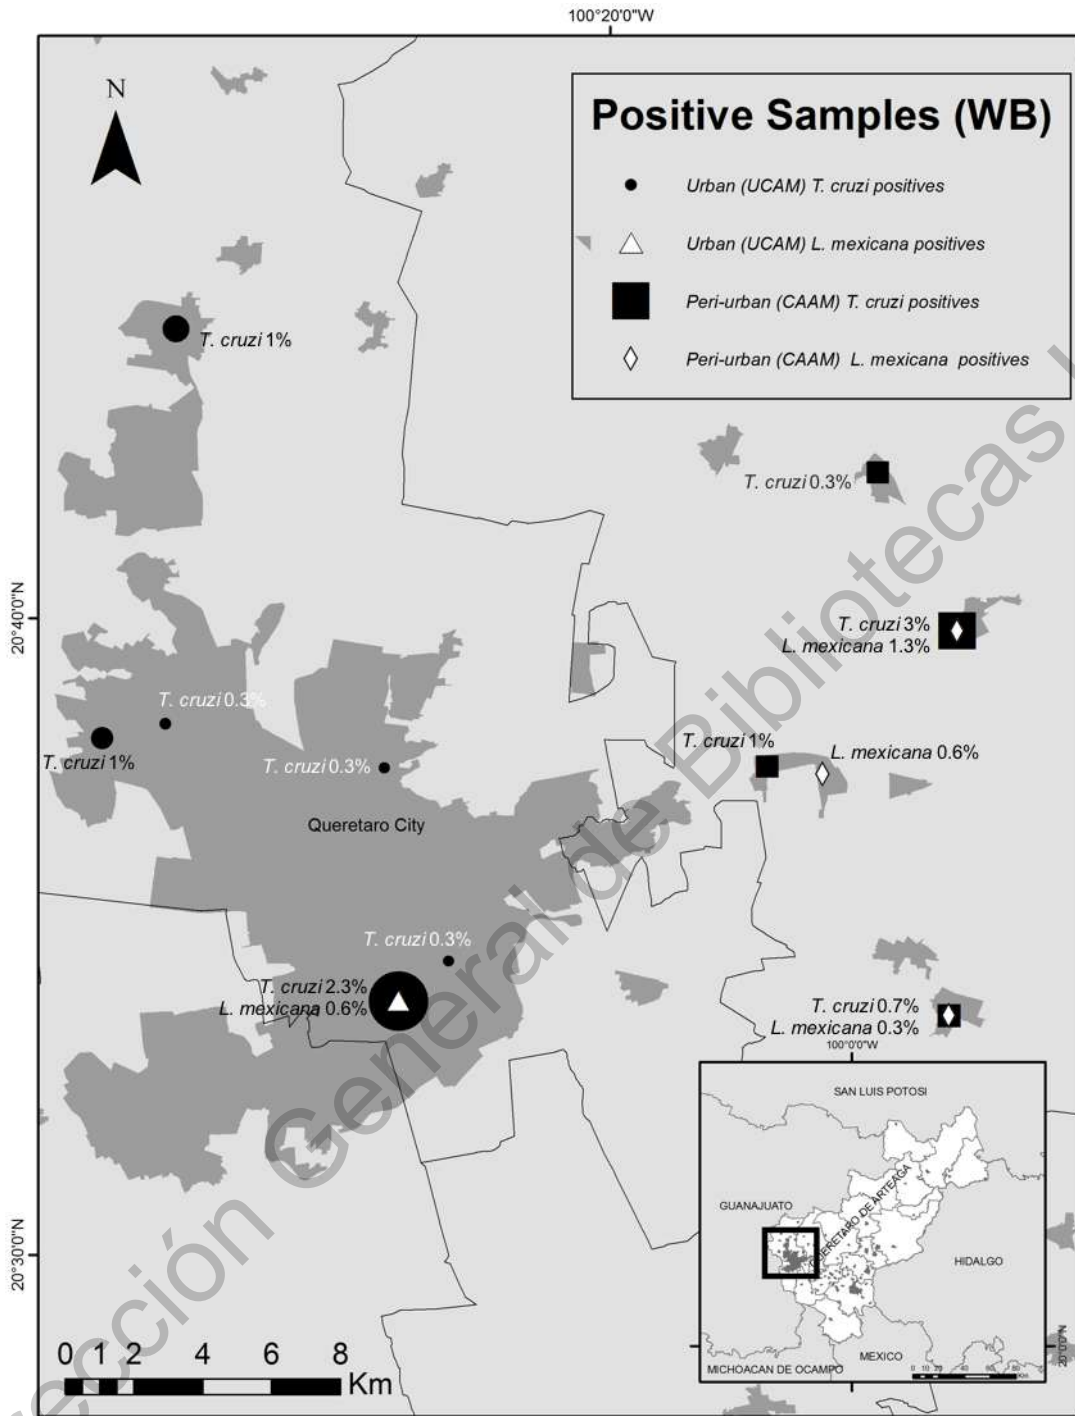 100°20'0"W
N
Positive Samples (WB)
Urban (UCAM) T. cruzi positives
Urban (UCAM) L. mexicana positives
Peri-urban (CAAM) T. cruzi positives
Peri-urban (CAAM) L. mexicana positives
T. cruzi 1%
T. cruzi 0.3%
20°40'0"N
T. cruzi 3%
L. mexicana 1.3%
T. cruzi 0.3%
T. cruzi 1%
T. cruzi 0.3%
T. cruzi 1%
L. mexicana 0.6%
Queretaro City
T. cruzi 0.3%
T. cruzi 2.3%
L. mexicana 0.6%
T. cruzi 0.7%
L. mexicana 0.3%
100°0'0"W
SAN LUIS POTOSI
GUANAJUATO
QUERETARO DE ARTEAGA
HIDALGO
MEXICO
MICHOACAN DE OCAMPO
20°0'0"N
20°30'0"N
0 1 2 4 6 8
Km
rección General de Bibliotecas